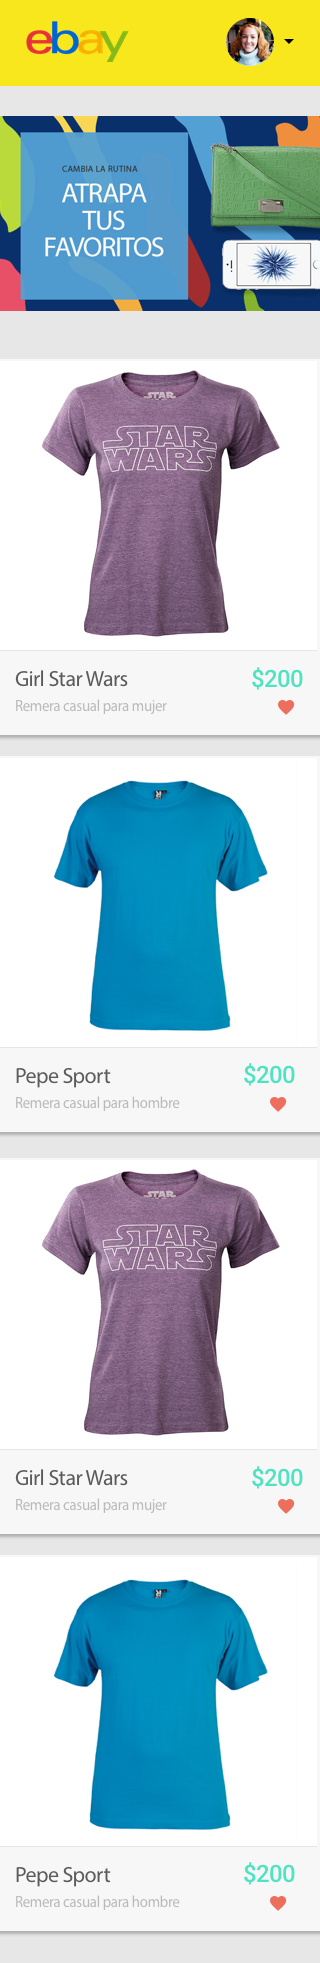 ebay
CAMBIA LA RUTINA
ATRAPA
TUS
FAVORITOS
STAR
WARS
Girl Star Wars
$200
Remera casual para mujer
Pepe Sport
$200
Remera casual para hombre
STAR
WARS
Girl Star Wars
$200
Remera casual para mujer
Pepe Sport
$200
Remera casual para hombre